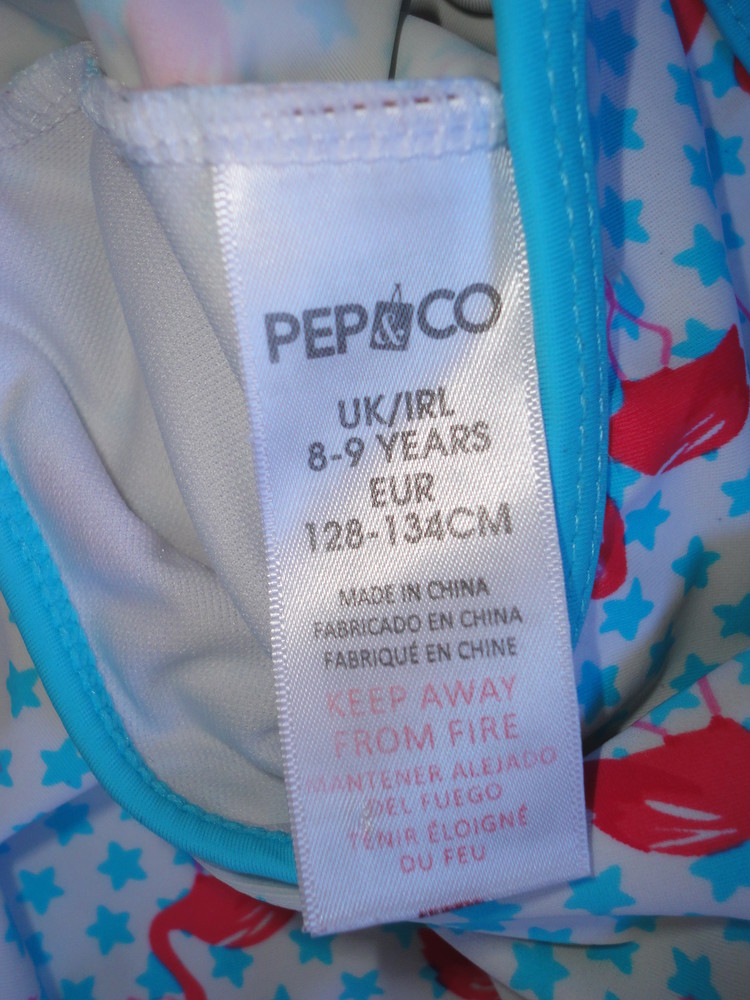 PEP&CO
UK/IRL
8-9 YEARS
EUR
128-134CM
MADE IN CHINA
FABRICADO EN CHINA
FABRIQUÉ EN CHINE
KEEP AWAY
FROM FIRE
MANTENER ALEJADO
DEL FUEGO
TENIR ÉLOIGNÉ
DU FEU